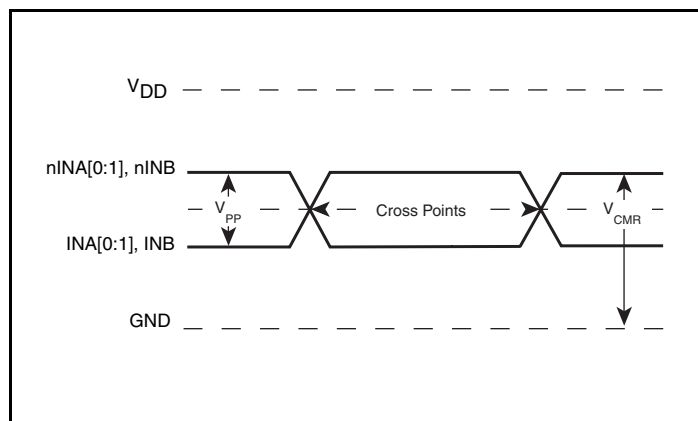 VDD
nINA[0:1], nINB
VPP
Cross Points
VCMR
INA[0:1], INB
GND